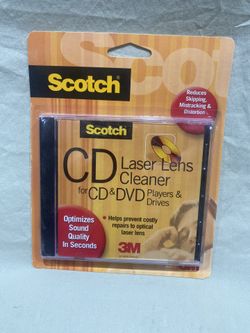 Scotch
Reduces
Skipping,
Mistracking &
Distortion
Scotch
CD Laser Lens
Cleaner
for CD & DVD Players &
Drives
Optimizes
Sound
Quality
In Seconds
• Helps prevent costly
repairs to optical
laser lens
3M
3M